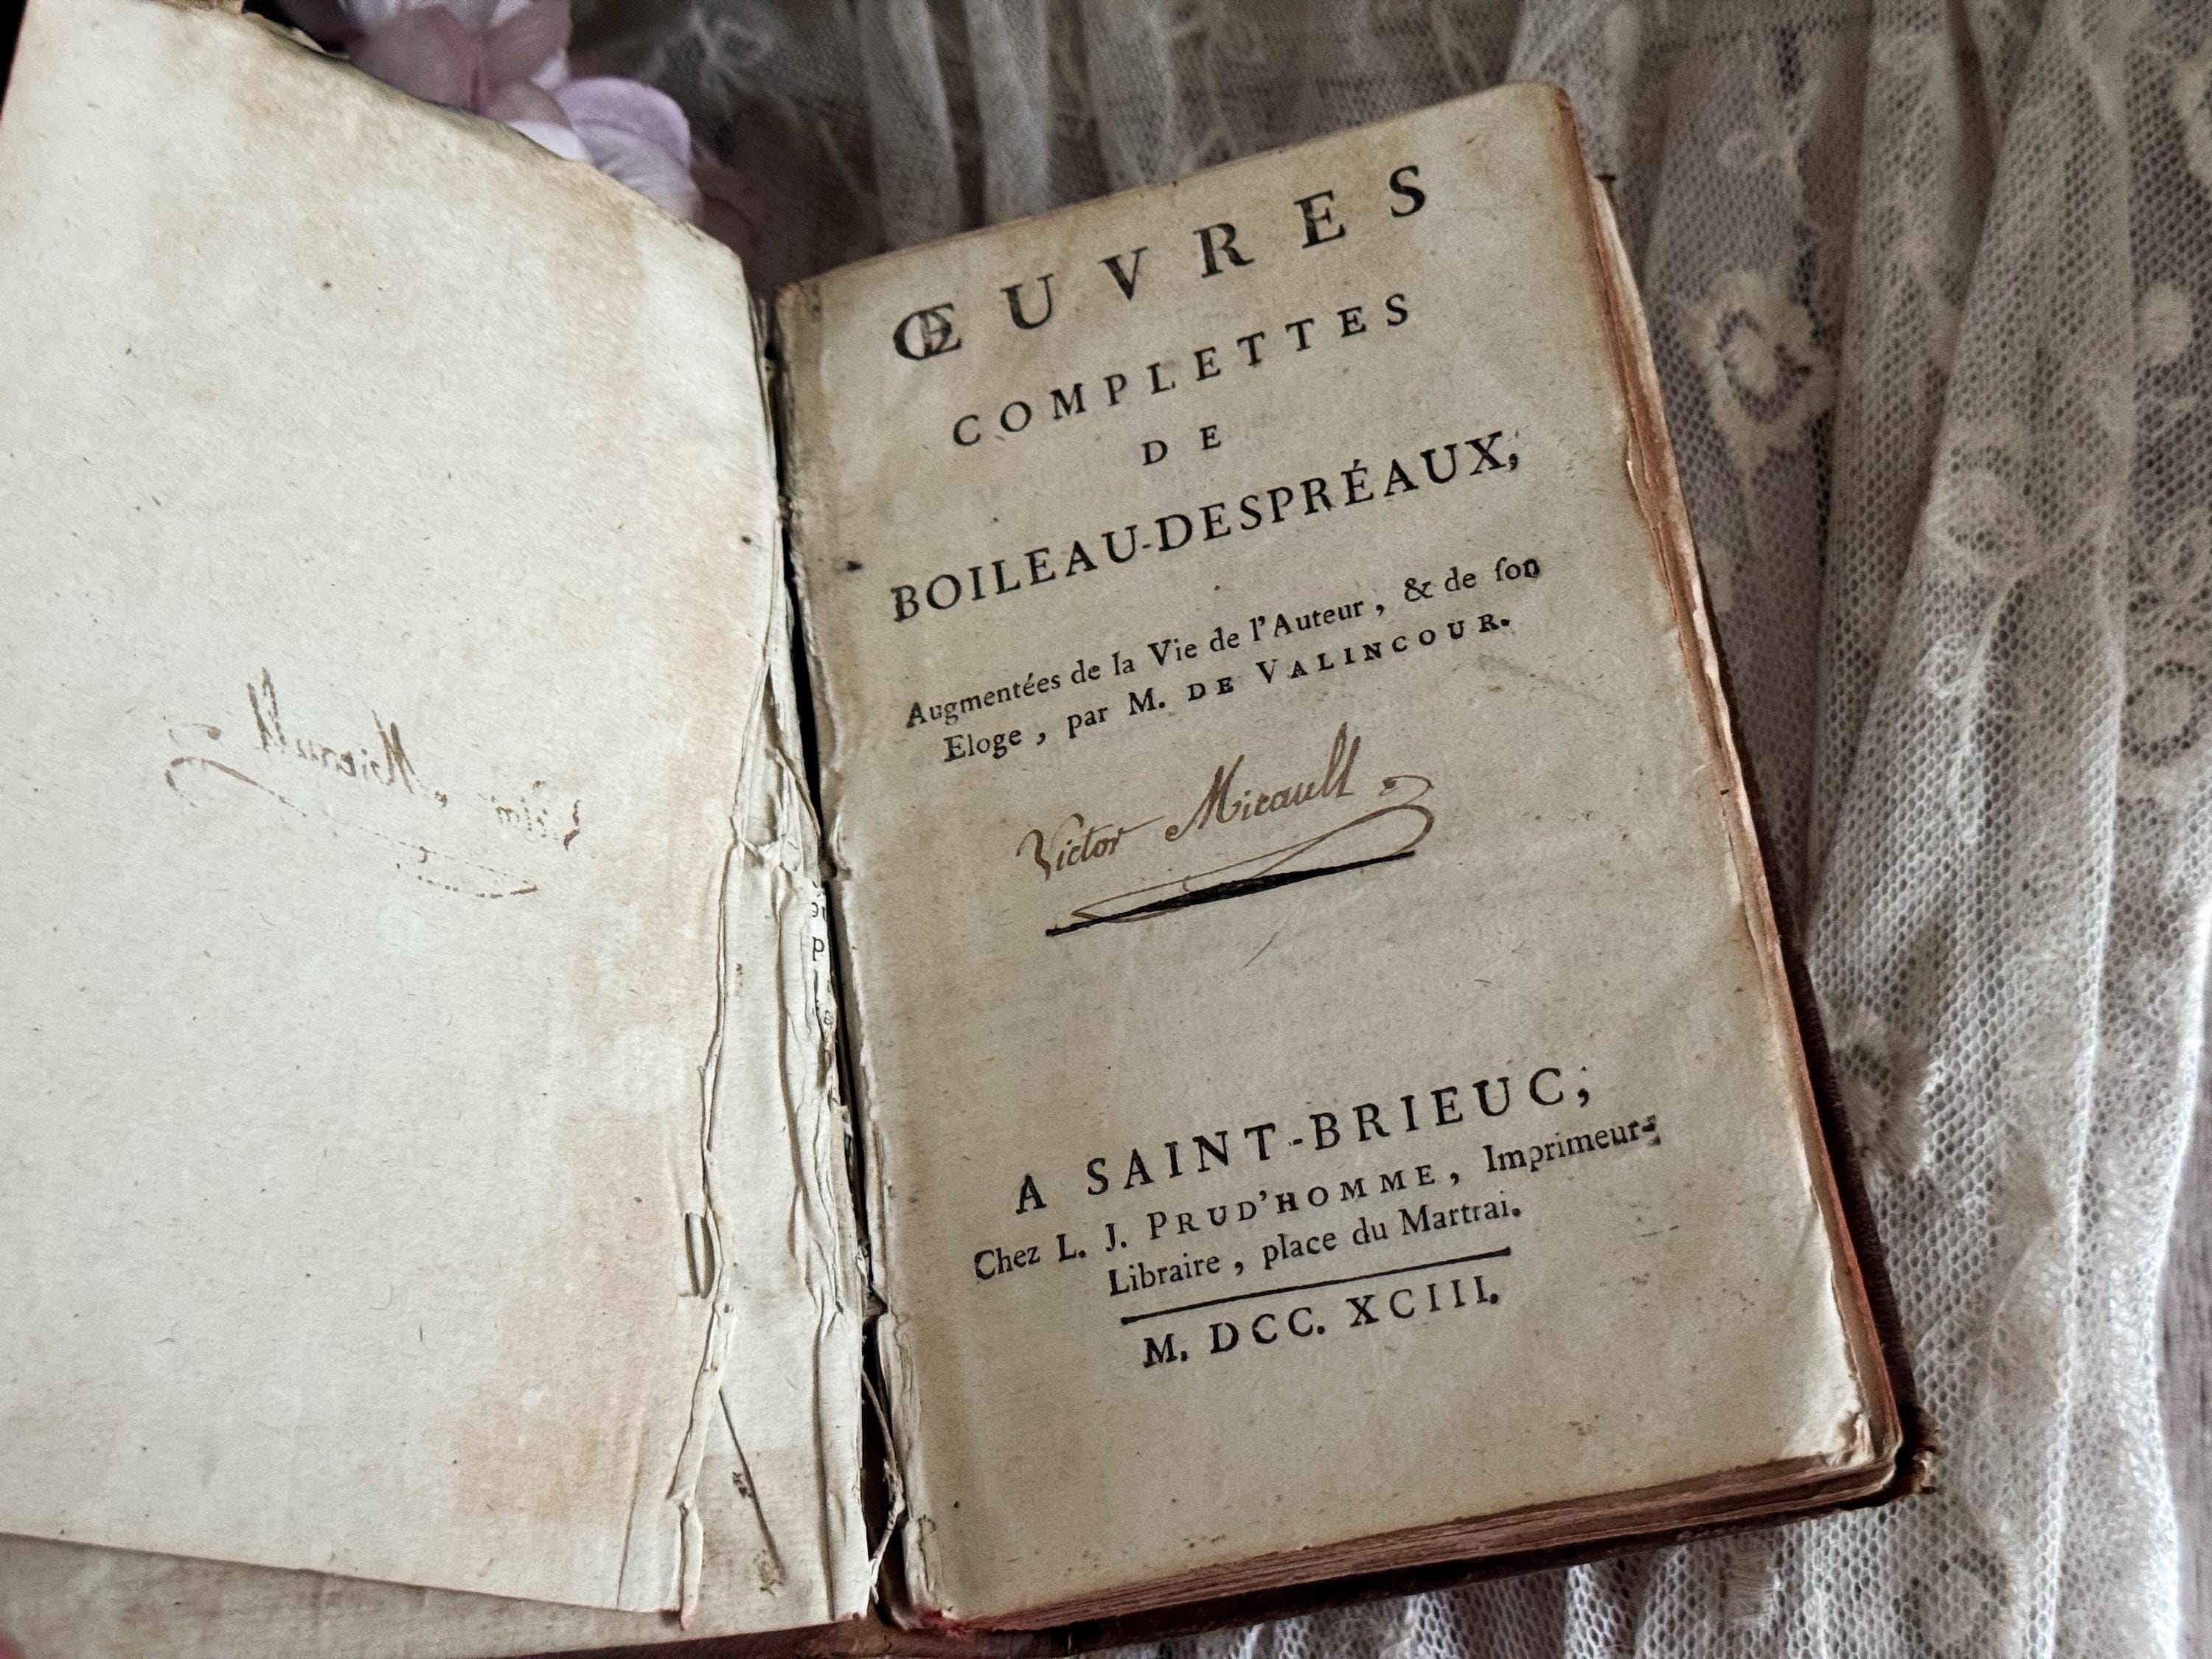 ŒUVRES
COMPLETTES
DE
BOILEAU-DESPRÉAUX,
Augmentées de la Vie de l'Auteur, & de ſon
Eloge, par M. DE VALINCOUR.
Victor Mirault
A SAINT-BRIEUC,
Chez L. J. PRUD'HOMME, Imprimeur-
Libraire, place du Martrai.
M. DCC. XCIII.